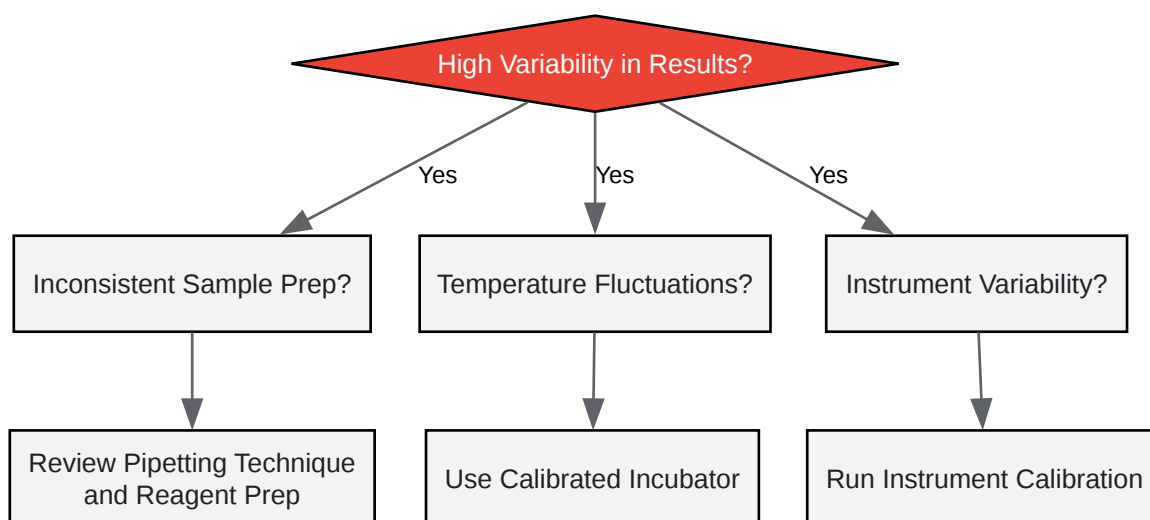 High Variability in Results?
Yes
Yes
Yes
Inconsistent Sample Prep?
Temperature Fluctuations?
Instrument Variability?
Review Pipetting Technique
and Reagent Prep
Use Calibrated Incubator
Run Instrument Calibration